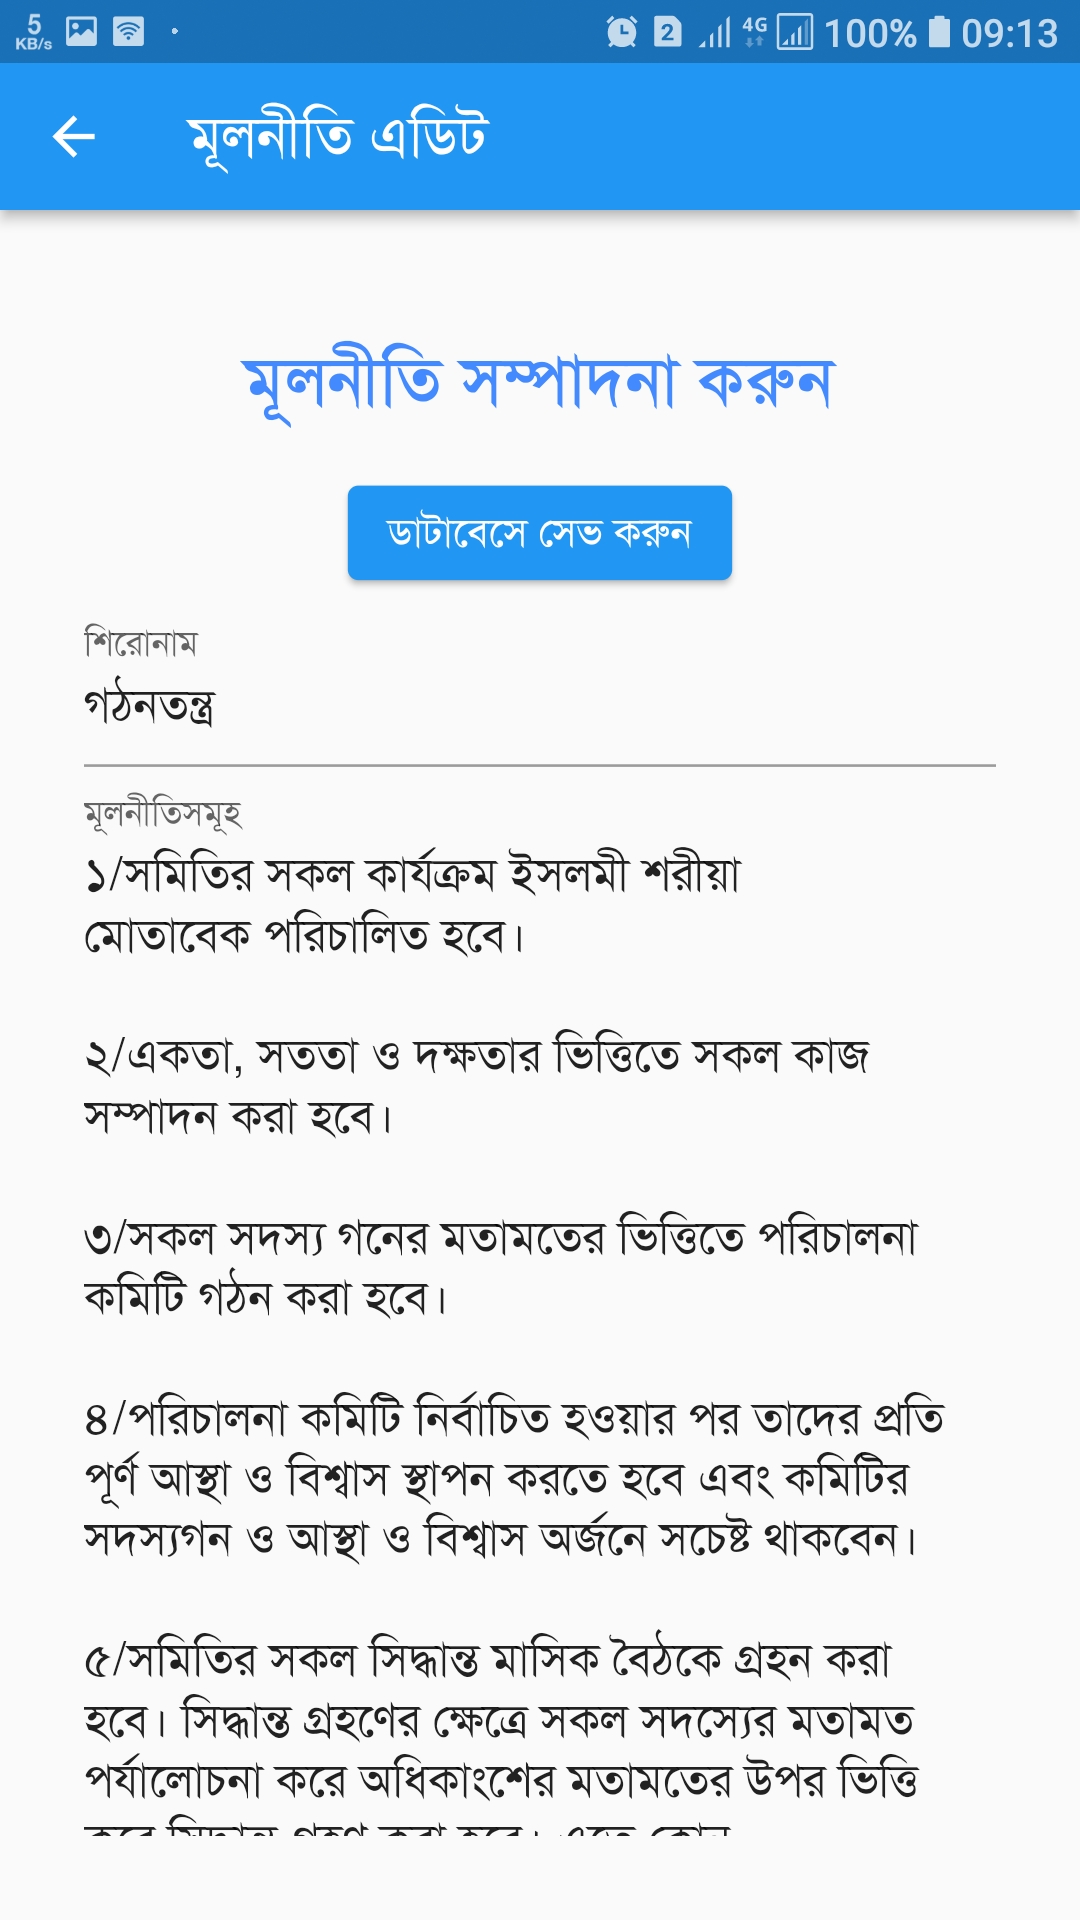 5
KB/s
2
4G
100%
09:13
মূলনীতি এডিট
মূলনীতি সম্পাদনা করুন
ডাটাবেসে সেভ করুন
শিরোনাম
গঠনতন্ত্র
মূলনীতিসমূহ
১/সমিতির সকল কার্যক্রম ইসলমী শরীয়া
মোতাবেক পরিচালিত হবে।
২/একতা, সততা ও দক্ষতার ভিত্তিতে সকল কাজ
সম্পাদন করা হবে।
৩/সকল সদস্য গনের মতামতের ভিত্তিতে পরিচালনা
কমিটি গঠন করা হবে।
৪/পরিচালনা কমিটি নির্বাচিত হওয়ার পর তাদের প্রতি
পূর্ণ আস্থা ও বিশ্বাস স্থাপন করতে হবে এবং কমিটির
সদস্যগন ও আস্থা ও বিশ্বাস অর্জনে সচেষ্ট থাকবেন।
৫/সমিতির সকল সিদ্ধান্ত মাসিক বৈঠকে গ্রহন করা
হবে। সিদ্ধান্ত গ্রহণের ক্ষেত্রে সকল সদস্যের মতামত
পর্যালোচনা করে অধিকাংশের মতামতের উপর ভিত্তি